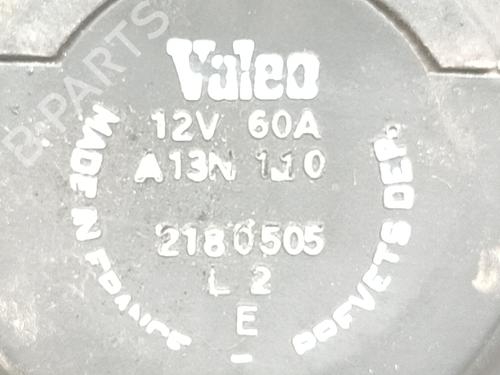 B-PARTS
Valeo
12V 60A
A13N 110
2180505
L 2
E
-
MADE IN FRANCE
BREVETS DEP.